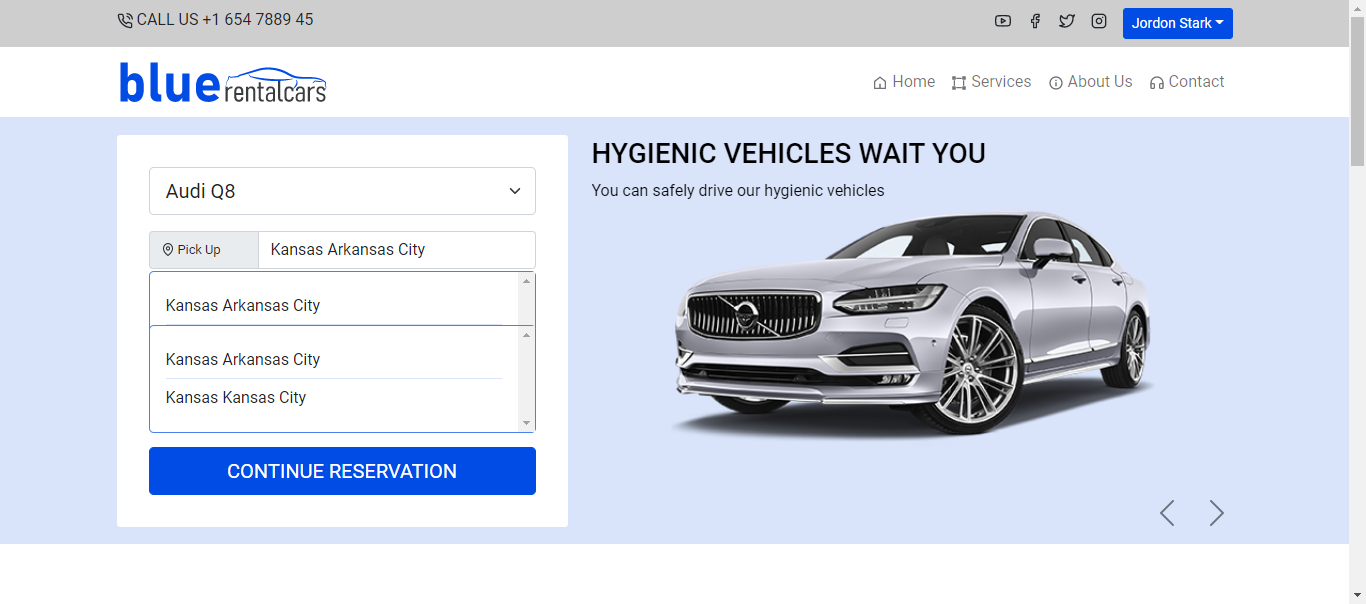 CALL US +1 654 7889 45
Jordon Stark
blue rentalcars
Home Services About Us Contact
Audi Q8
Pick Up Kansas Arkansas City
Kansas Arkansas City
Kansas Arkansas City
Kansas Kansas City
CONTINUE RESERVATION
HYGIENIC VEHICLES WAIT YOU
You can safely drive our hygienic vehicles